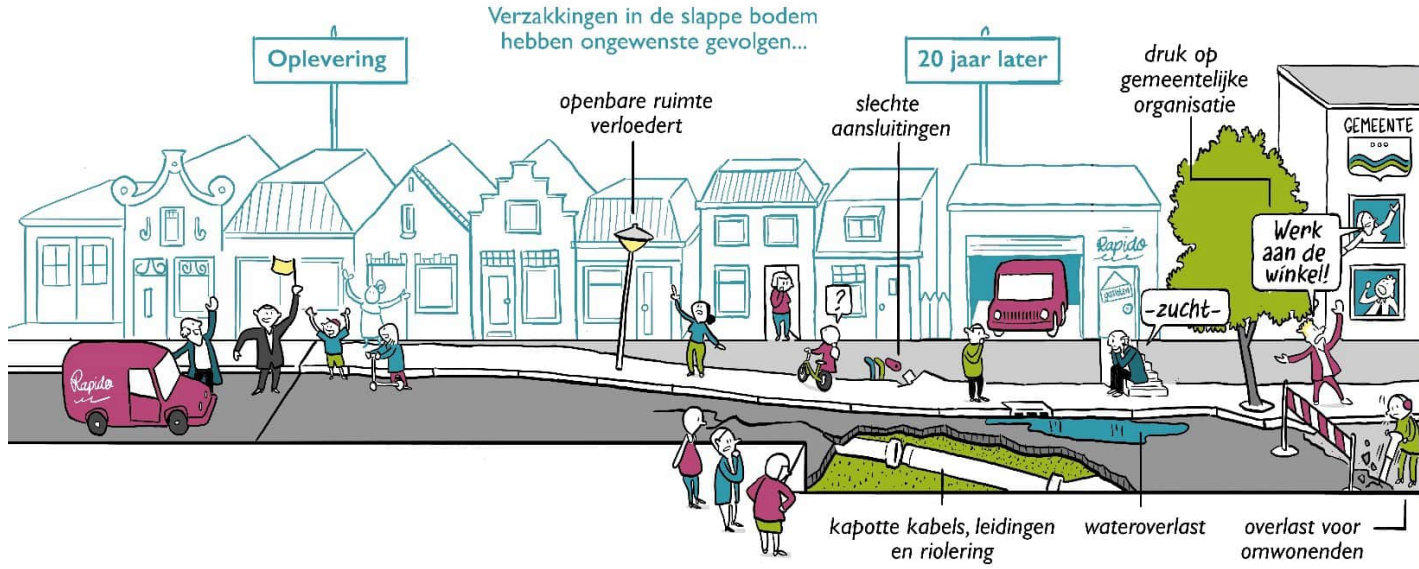 Verzakkingen in de slappe bodem
hebben ongewenste gevolgen...
Oplevering
20 jaar later
openbare ruimte
verloedert
slechte
aansluitingen
druk op
gemeentelijke
organisatie
GEMEENTE
Werk
aan de
winkel!
Rapido
gesloten
?
-zucht-
Rapido
kapotte kabels, leidingen
en riolering
wateroverlast
overlast voor
omwonenden